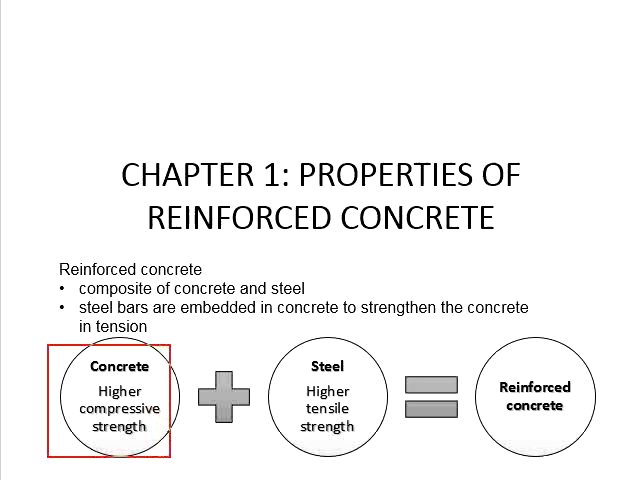 CHAPTER 1: PROPERTIES OF
REINFORCED CONCRETE
Reinforced concrete
• composite of concrete and steel
• steel bars are embedded in concrete to strengthen the concrete
in tension
Concrete
Higher
compressive
strength
Steel
Higher
tensile
strength
Reinforced
concrete